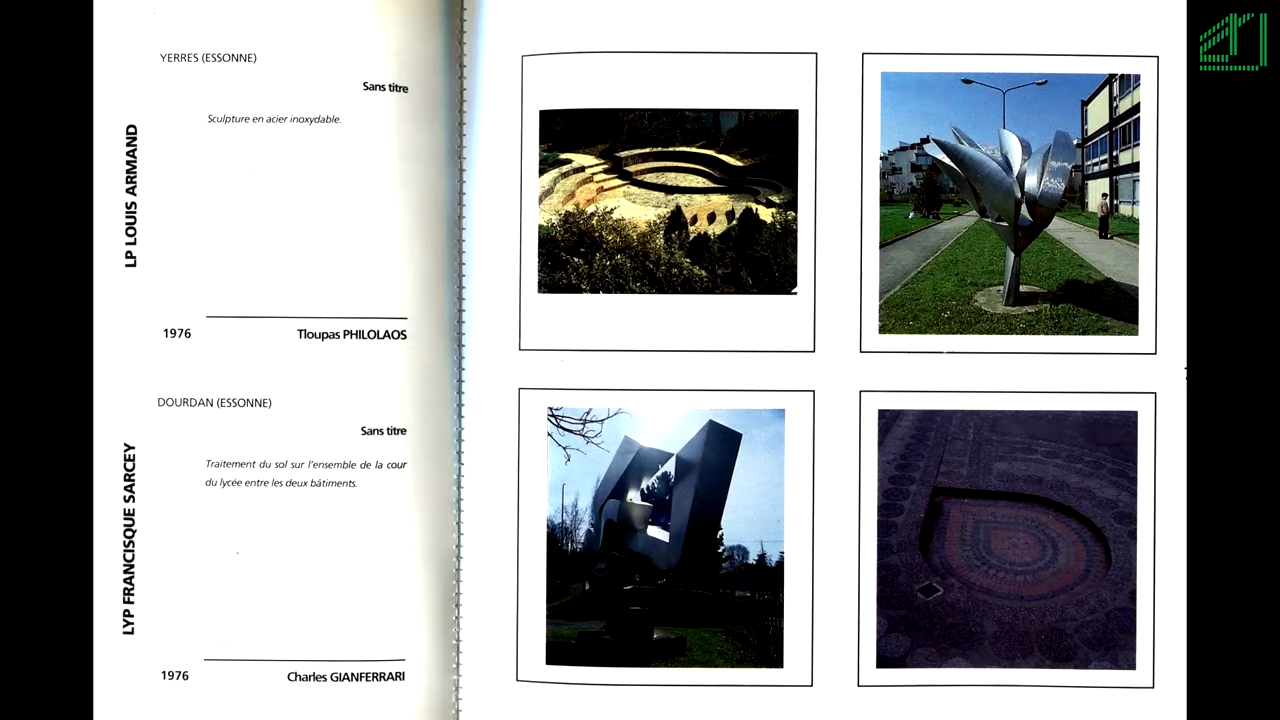 YERRES (ESSONNE)
Sans titre
Sculpture en acier inoxydable.
LP LOUIS ARMAND
1976 Tloupas PHILOLAOS
DOURDAN (ESSONNE)
Sans titre
Traitement du sol sur l'ensemble de la cour
du lycée entre les deux bâtiments.
LYP FRANCISQUE SARCEY
1976 Charles GIANFERRARI